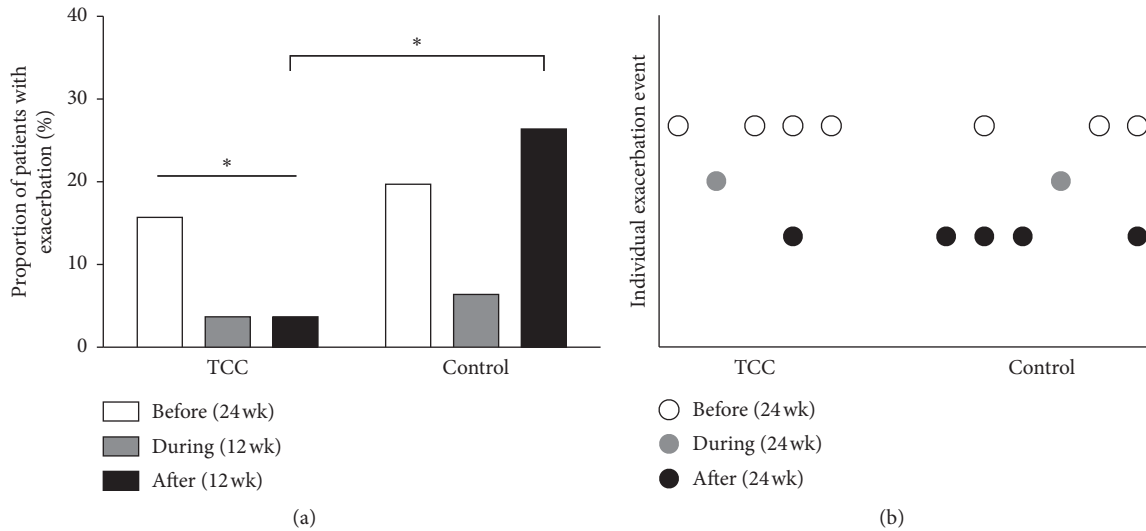 Proportion of patients with
exacerbation (%)
40
30
20
10
0
*
*
TCC
Control
Before (24 wk)
During (12 wk)
After (12 wk)
(a)
Individual exacerbation event
TCC
Control
Before (24 wk)
During (24 wk)
After (24 wk)
(b)